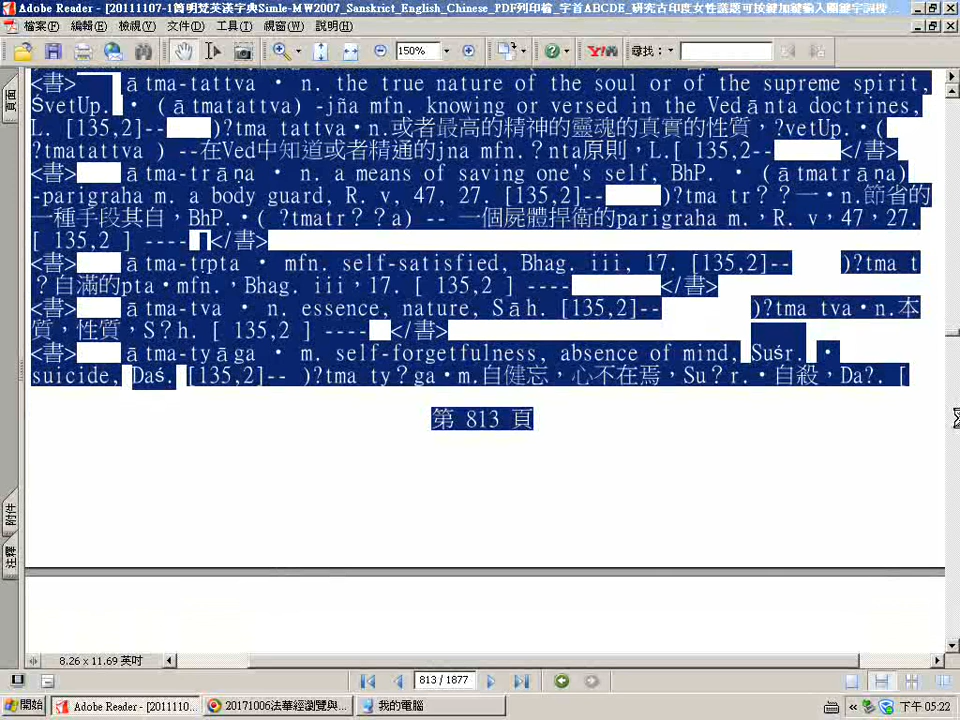 Adobe Reader - [20111107-1簡明梵英漢字典Simle-MW2007_Sanskrict_English_Chinese_PDF列印檔_字首ABCDE_研究古印度女性議題可按快鍵加鍵輸入關鍵字詞搜
檔案(F) 編輯(E) 檢視(V) 文件(D) 工具(T) 視窗(W) 說明(H)
150% Y! 尋找:
頁面
<書> ātma-tattva • n. the true nature of the soul or of the supreme spirit,
ŚvetUp. • (ātmatattva) -jña mfn. knowing or versed in the Vedānta doctrines,
L. [135,2]-- )?tma tattva•n.或者最高的精神的靈魂的真實的性質，?vetUp.•(
?tmatattva ) --在Ved中知道或者精通的jna mfn.?nta原則，L.[ 135,2-- </書>
<書> ātma-trāṇa • n. a means of saving one's self, BhP. • (ātmatrāṇa)
-parigraha m. a body guard, R. v, 47, 27. [135,2]-- )?tma tr??一•n.節省的
一種手段其自，BhP.•( ?tmatr??a) -- 一個屍體捍衛的parigraha m.，R. v，47，27.
[ 135,2 ] ---- </書>
<書> ātma-tṛpta • mfn. self-satisfied, Bhag. iii, 17. [135,2]-- )?tma t
?自滿的pta•mfn.，Bhag. iii，17. [ 135,2 ] ---- </書>
<書> ātma-tva • n. essence, nature, Sāh. [135,2]-- )?tma tva•n.本
質，性質，S?h. [ 135,2 ] ---- </書>
<書> ātma-tyāga • m. self-forgetfulness, absence of mind, Suśr. •
suicide, Daś. [135,2]-- )?tma ty?ga•m.自健忘，心不在焉，Su?r.•自殺，Da?. [
第 813 頁
附件
注釋
8.26 x 11.69 英吋
813 / 1877
開始 Adobe Reader - [2011110... 20171006法華經瀏覽與... 我的電腦 下午 05:22